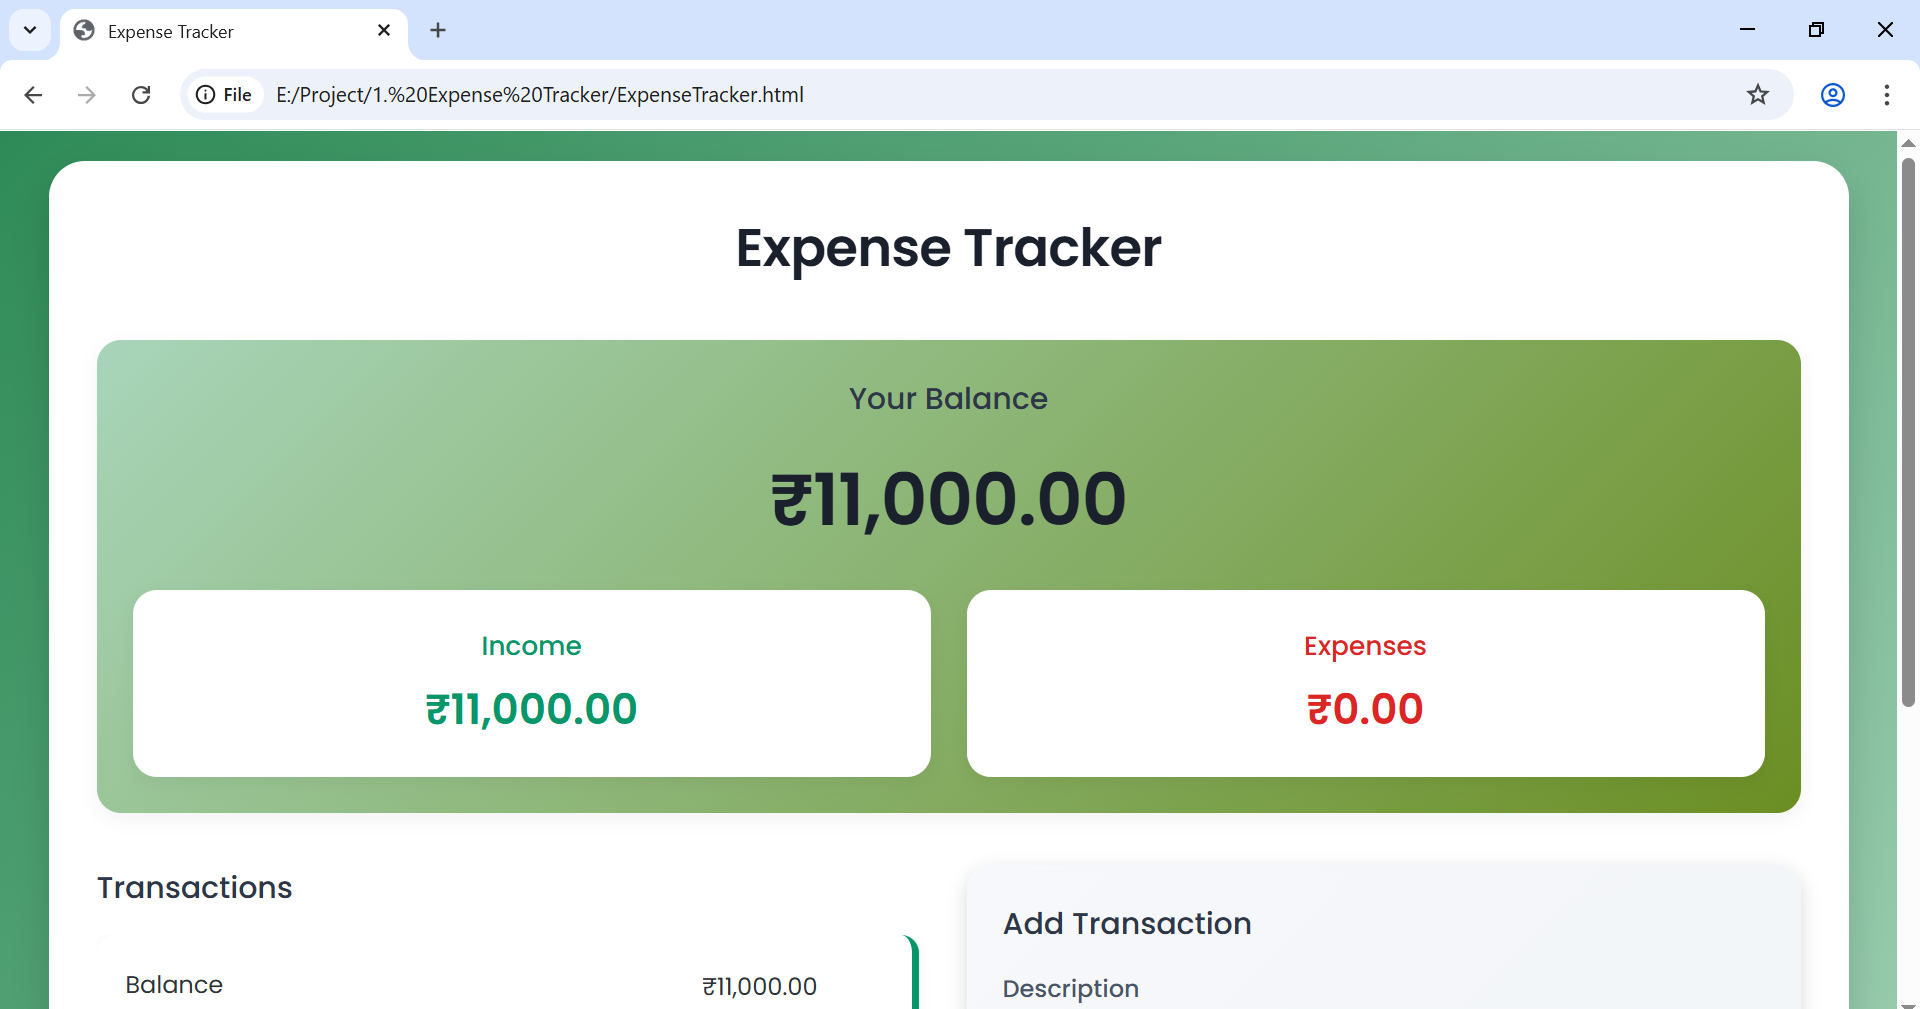 Expense Tracker
File E:/Project/1.%20Expense%20Tracker/ExpenseTracker.html
Expense Tracker
Your Balance
₹11,000.00
Income
₹11,000.00
Expenses
₹0.00
Transactions
Balance ₹11,000.00
Add Transaction
Description